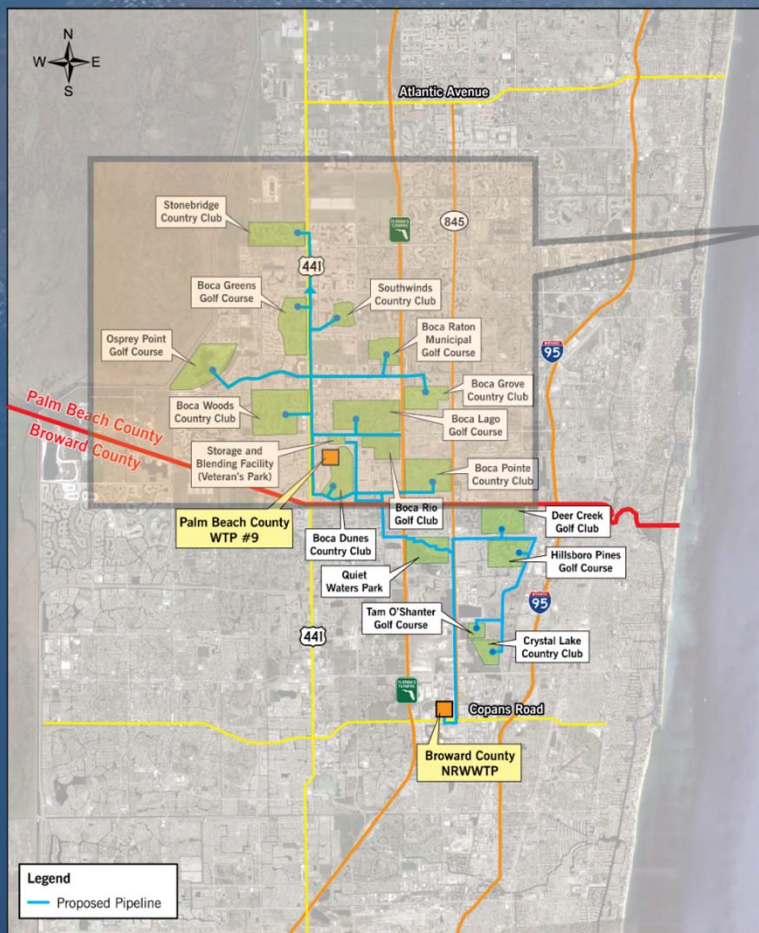 N
W E
S
Atlantic Avenue
Stonebridge
Country Club
845
441
Boca Greens
Golf Course
Southwinds
Country Club
Osprey Point
Golf Course
Boca Raton
Municipal
Golf Course
95
Palm Beach County
Broward County
Boca Woods
Country Club
Boca Grove
Country Club
Boca Lago
Golf Course
Storage and
Blending Facility
(Veteran's Park)
Boca Pointe
Country Club
Palm Beach County
WTP #9
Boca Dunes
Country Club
Boca Rio
Golf Club
Deer Creek
Golf Club
Quiet
Waters Park
Hillsboro Pines
Golf Course
95
Tam O'Shanter
Golf Course
441
Crystal Lake
Country Club
Copans Road
Broward County
NRWWTP
Legend
Proposed Pipeline